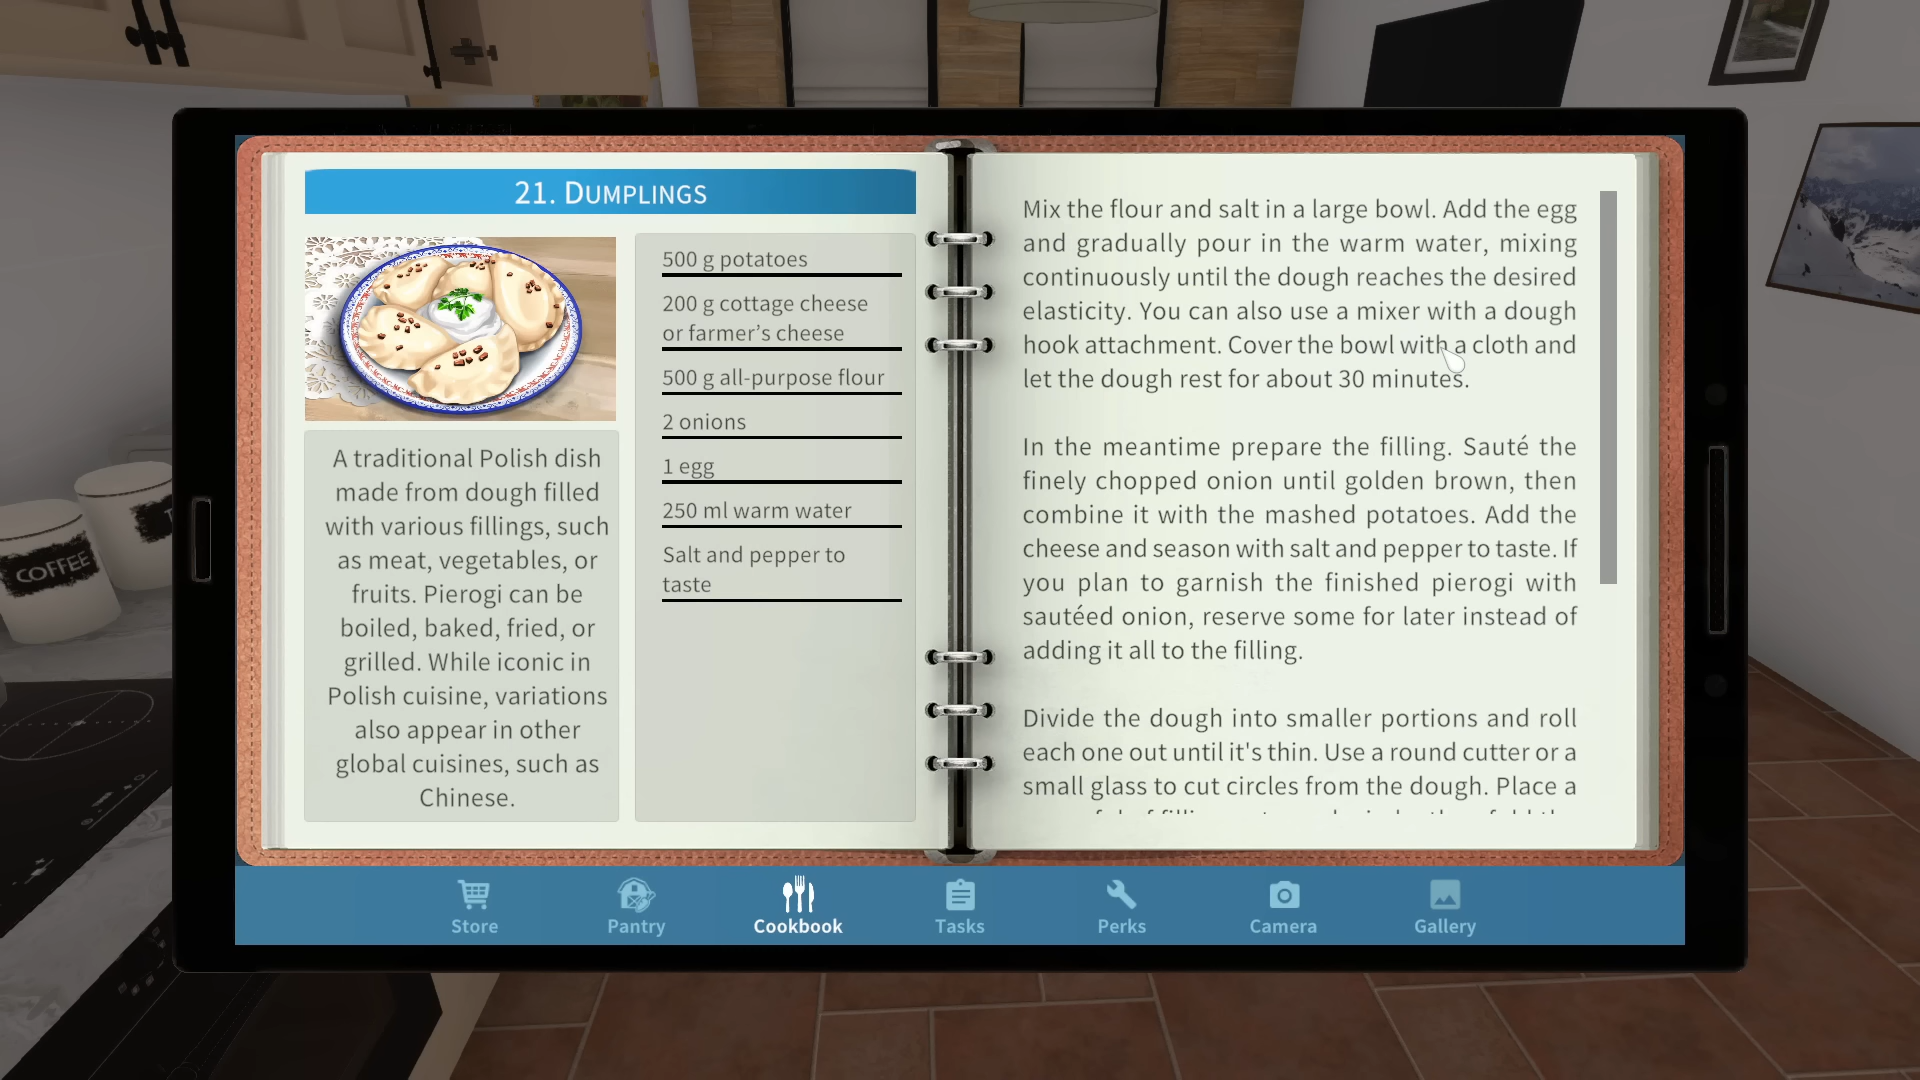 21. DUMPLINGS
500 g potatoes
200 g cottage cheese
or farmer's cheese
500 g all-purpose flour
2 onions
1 egg
250 ml warm water
Salt and pepper to
taste
A traditional Polish dish
made from dough filled
with various fillings, such
as meat, vegetables, or
fruits. Pierogi can be
boiled, baked, fried, or
grilled. While iconic in
Polish cuisine, variations
also appear in other
global cuisines, such as
Chinese.
Mix the flour and salt in a large bowl. Add the egg
and gradually pour in the warm water, mixing
continuously until the dough reaches the desired
elasticity. You can also use a mixer with a dough
hook attachment. Cover the bowl with a cloth and
let the dough rest for about 30 minutes.
In the meantime prepare the filling. Sauté the
finely chopped onion until golden brown, then
combine it with the mashed potatoes. Add the
cheese and season with salt and pepper to taste. If
you plan to garnish the finished pierogi with
sautéed onion, reserve some for later instead of
adding it all to the filling.
Divide the dough into smaller portions and roll
each one out until it's thin. Use a round cutter or a
small glass to cut circles from the dough. Place a
COFFEE
Store
Pantry
Cookbook
Tasks
Perks
Camera
Gallery